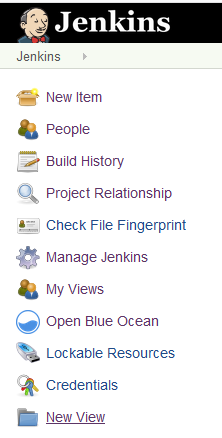 Jenkins
Jenkins
New Item
People
Build History
Project Relationship
Check File Fingerprint
Manage Jenkins
My Views
Open Blue Ocean
Lockable Resources
Credentials
New View